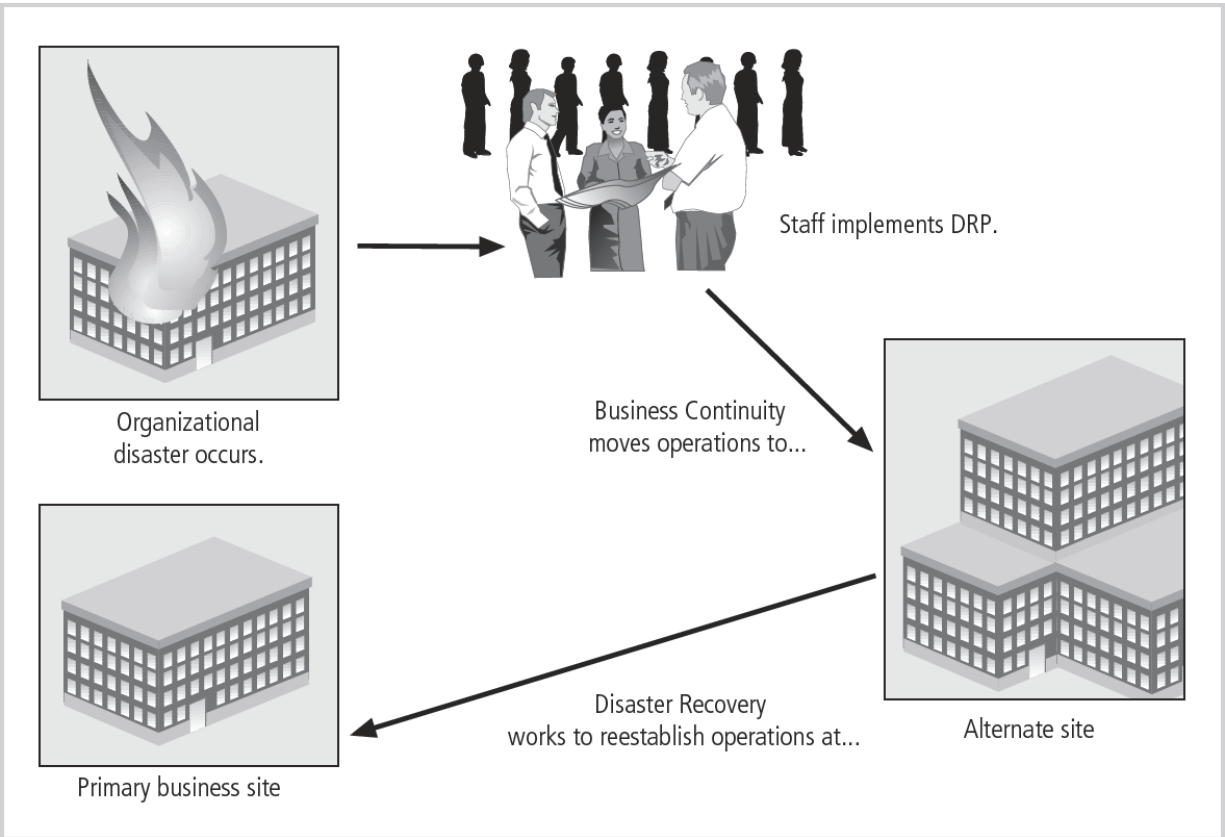 Organizational
disaster occurs.
Staff implements DRP.
Business Continuity
moves operations to...
Alternate site
Disaster Recovery
works to reestablish operations at...
Primary business site